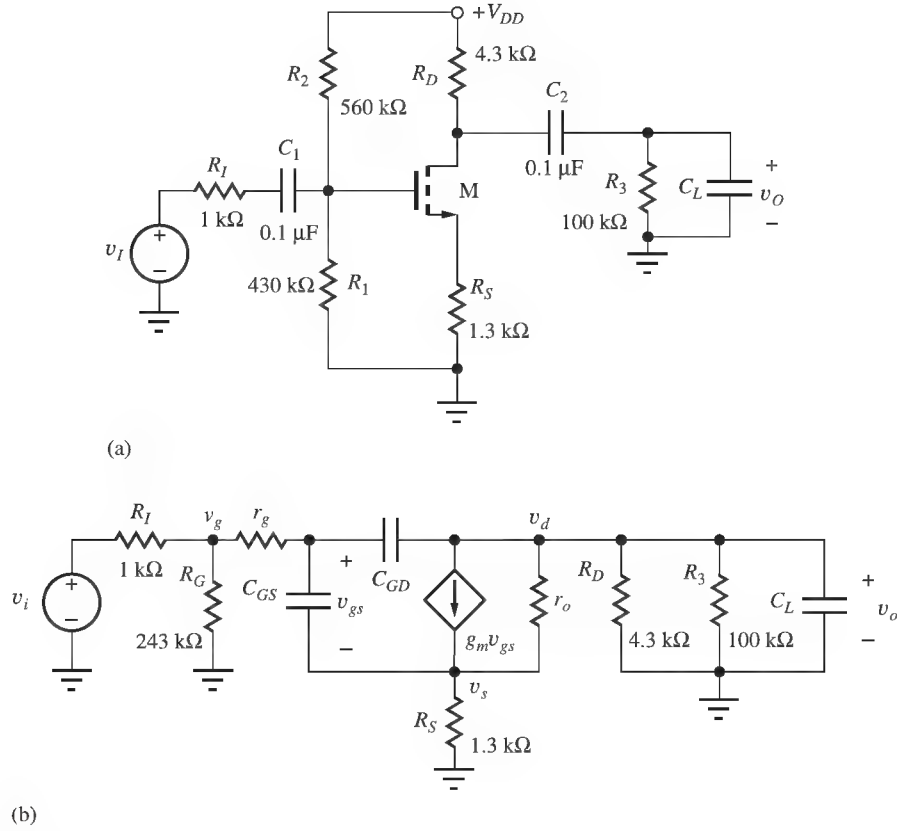 +V_DD
4.3 kΩ
R_2
R_D
560 kΩ
C_2
C_1
R_I
M
0.1 μF
R_3
C_L
+
v_O
–
1 kΩ
0.1 μF
100 kΩ
v_I
+
–
430 kΩ
R_1
R_S
1.3 kΩ
(a)
R_I
v_g
r_g
v_d
1 kΩ
R_G
C_GS
+
v_gs
–
C_GD
R_D
R_3
C_L
+
v_o
–
v_i
+
–
r_o
243 kΩ
g_m v_gs
4.3 kΩ
100 kΩ
v_s
R_S
1.3 kΩ
(b)